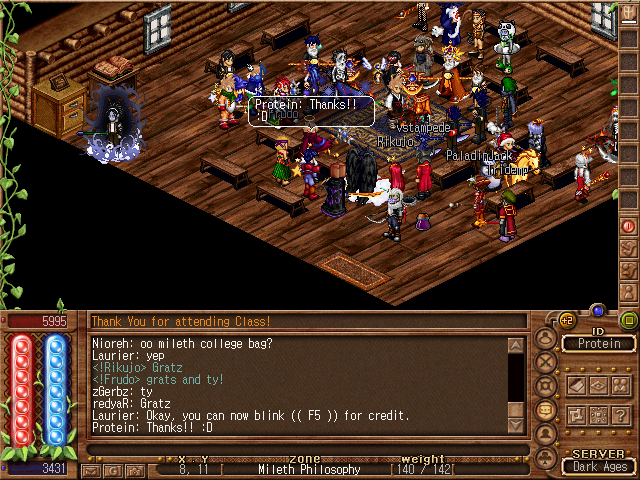 Protein: Thanks!!
:D
Frudo
vstampede
Rikujo
PaladinJack
5995
Thank You for attending Class!
+2
ID
Protein
Nioreh: oo mileth college bag?
Laurier: yep
<!Rikujo> Gratz
<!Frudo> grats and ty!
zGerbz: ty
redyaR: Gratz
Laurier: Okay, you can now blink (( F5 )) for credit.
Protein: Thanks!! :D
3431
x y zone weight
8, 11 [ Mileth Philosophy [140 / 142[
SERVER
Dark Ages